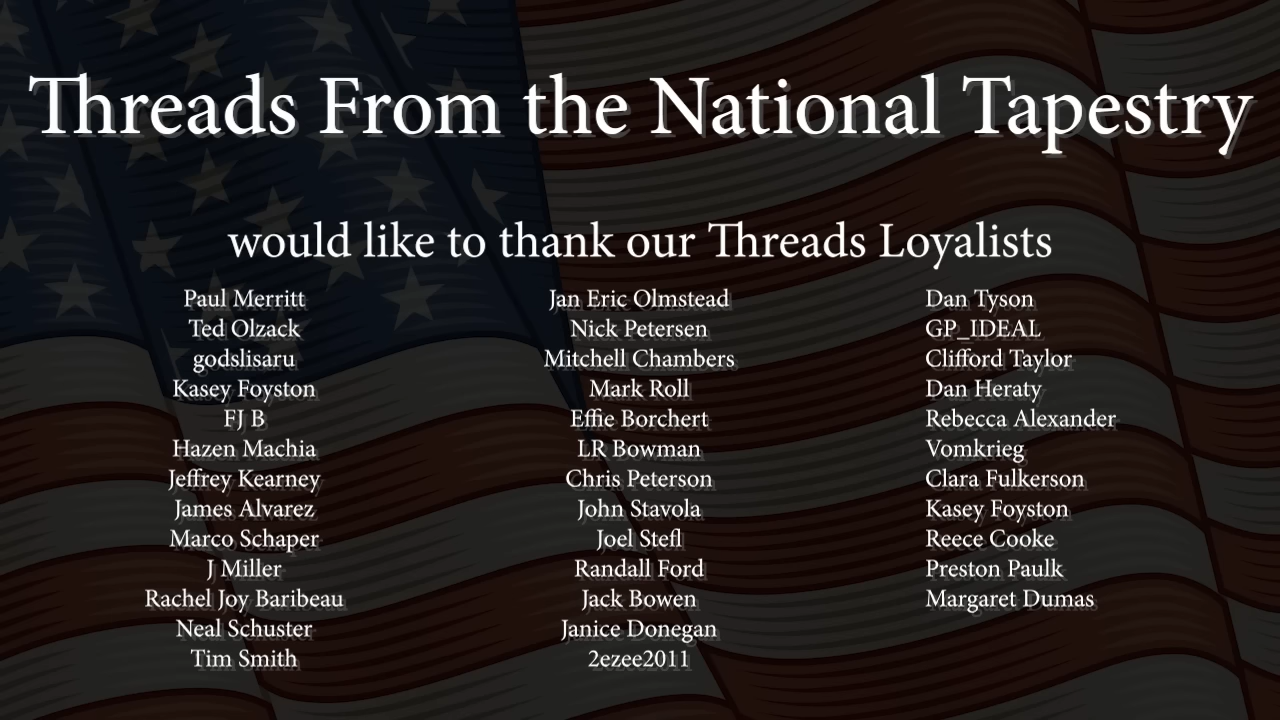 Threads From the National Tapestry
would like to thank our Threads Loyalists
Paul Merritt
Ted Olzack
godslisaru
Kasey Foyston
FJ B
Hazen Machia
Jeffrey Kearney
James Alvarez
Marco Schaper
J Miller
Rachel Joy Baribeau
Neal Schuster
Tim Smith
Jan Eric Olmstead
Nick Petersen
Mitchell Chambers
Mark Roll
Effie Borchert
LR Bowman
Chris Peterson
John Stavola
Joel Stefl
Randall Ford
Jack Bowen
Janice Donegan
2ezee2011
Dan Tyson
GP_IDEAL
Clifford Taylor
Dan Heraty
Rebecca Alexander
Vomkrieg
Clara Fulkerson
Kasey Foyston
Reece Cooke
Preston Paulk
Margaret Dumas